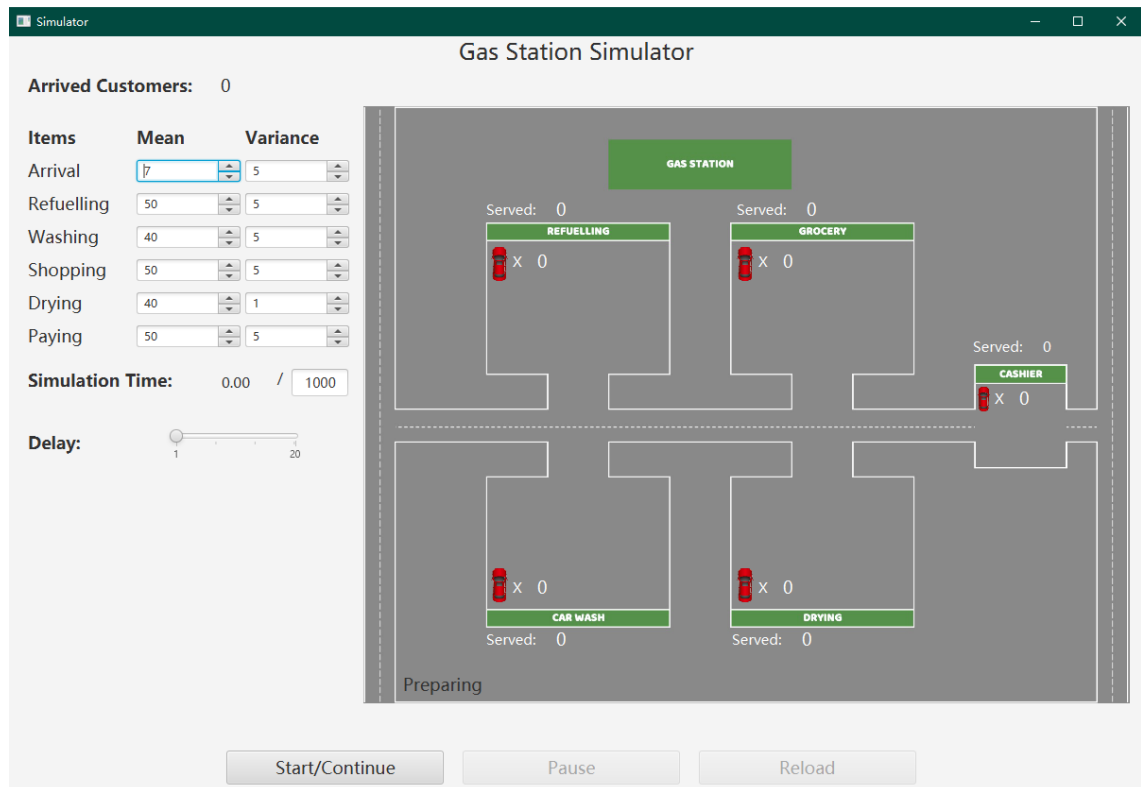 Simulator
Gas Station Simulator
Arrived Customers: 0
Items Mean Variance
Arrival 7 5
Refuelling 50 5
Washing 40 5
Shopping 50 5
Drying 40 1
Paying 50 5
Simulation Time: 0.00 / 1000
Delay:
1 20
GAS STATION
Served: 0
REFUELLING
X 0
Served: 0
GROCERY
X 0
Served: 0
CASHIER
X 0
X 0
CAR WASH
Served: 0
X 0
DRYING
Served: 0
Preparing
Start/Continue Pause Reload